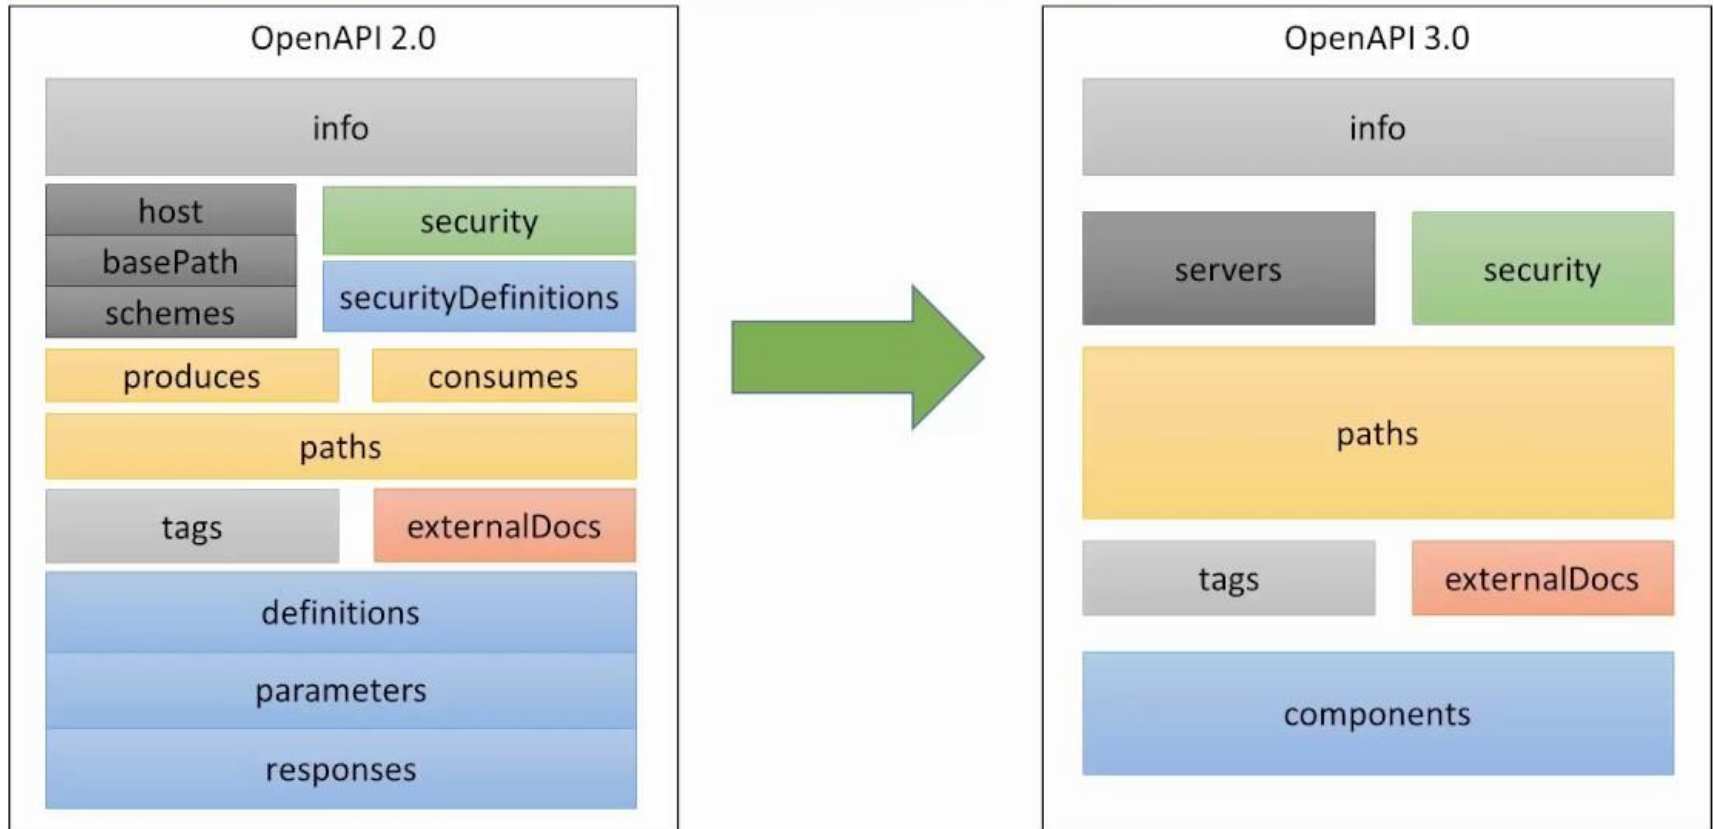 OpenAPI 2.0
info
host
basePath
schemes
security
securityDefinitions
produces
consumes
paths
tags
externalDocs
definitions
parameters
responses
OpenAPI 3.0
info
servers
security
paths
tags
externalDocs
components